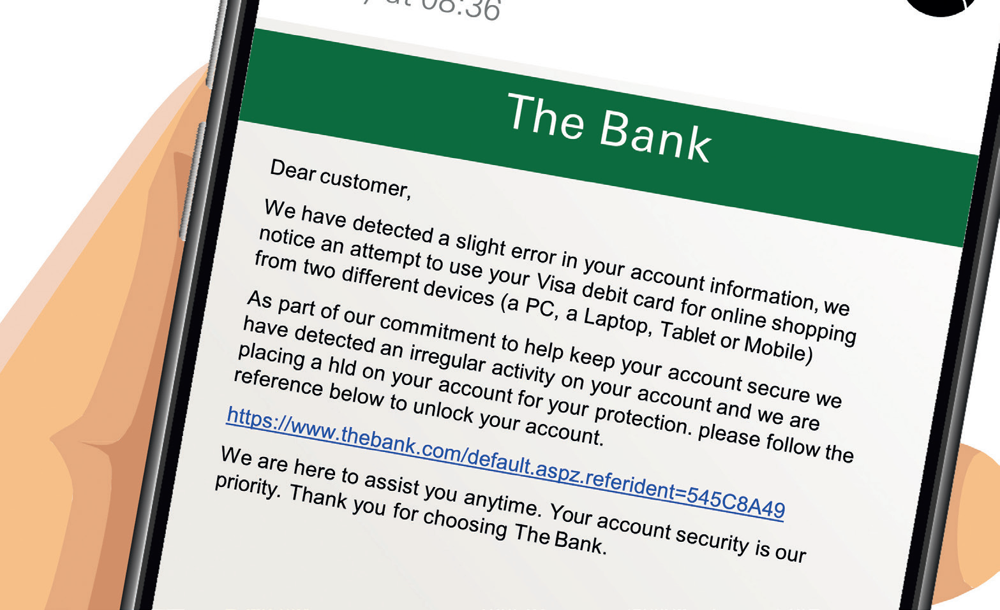 at 08:36
The Bank
Dear customer,
We have detected a slight error in your account information, we
notice an attempt to use your Visa debit card for online shopping
from two different devices (a PC, a Laptop, Tablet or Mobile)
As part of our commitment to help keep your account secure we
have detected an irregular activity on your account and we are
placing a hld on your account for your protection. please follow the
reference below to unlock your account.
https://www.thebank.com/default.aspz.referident=545C8A49
We are here to assist you anytime. Your account security is our
priority. Thank you for choosing The Bank.